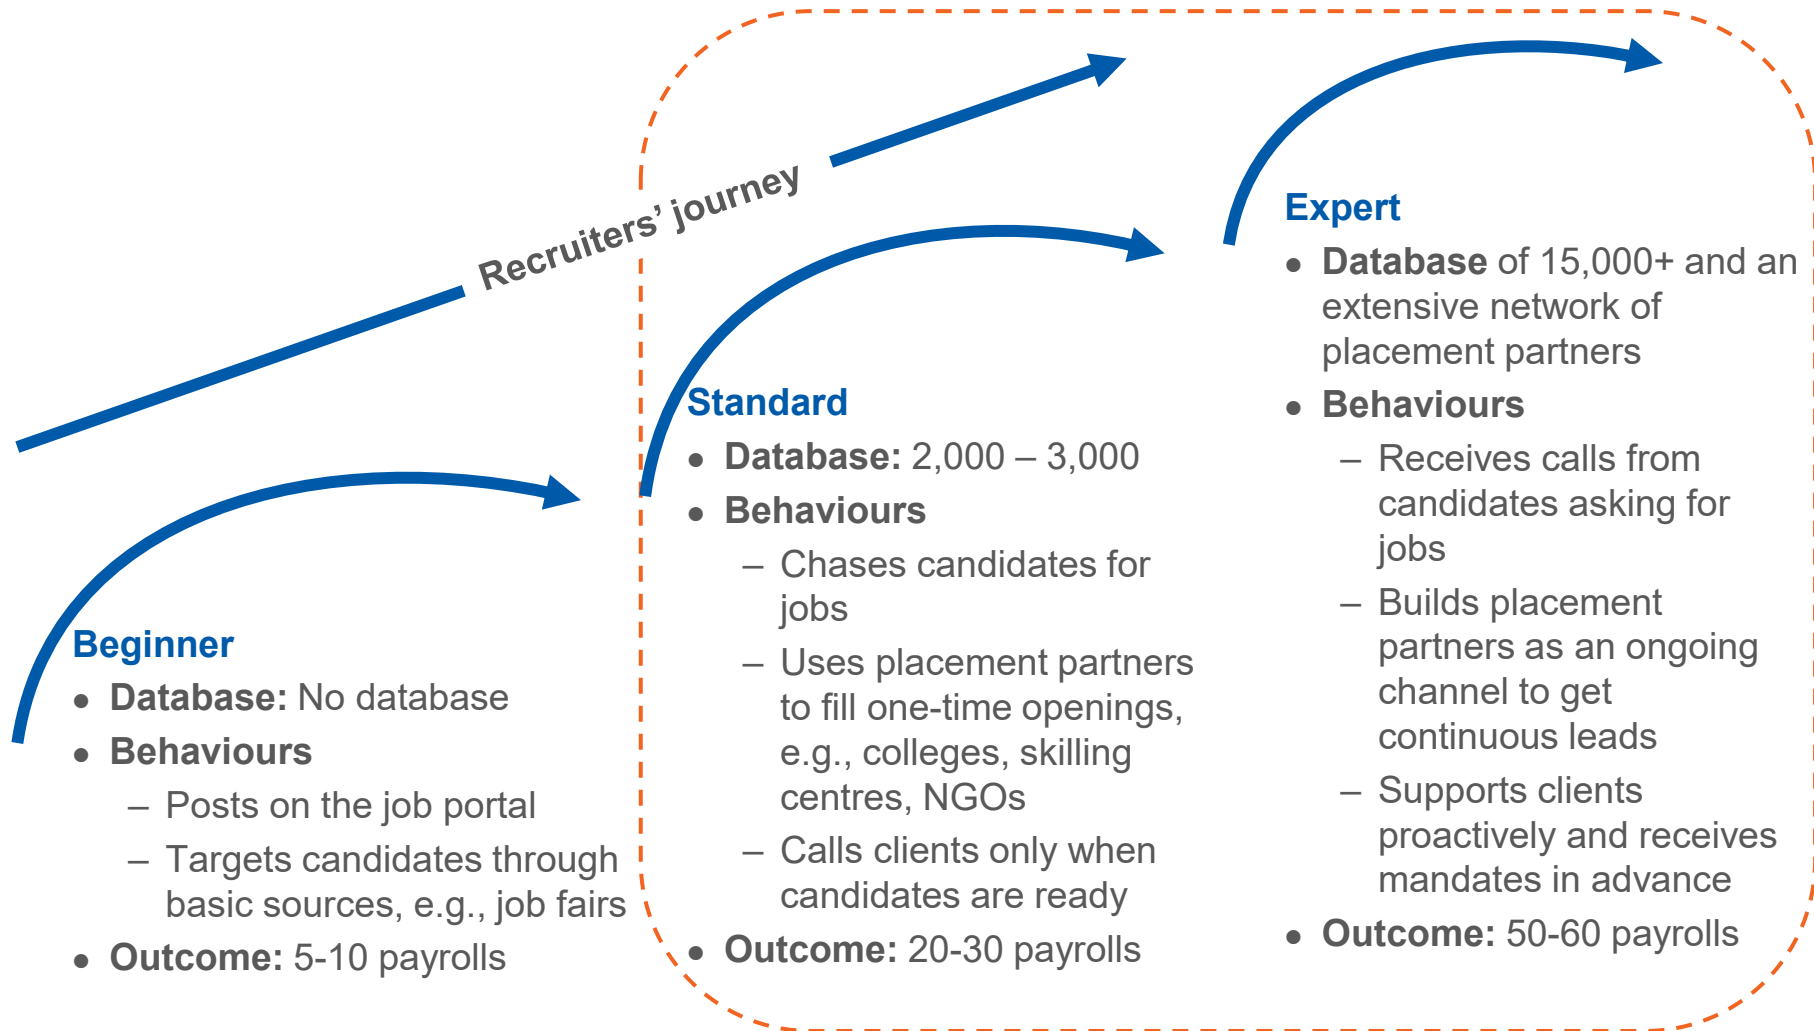 Recruiters’ journey
Beginner
● Database: No database
● Behaviours
– Posts on the job portal
– Targets candidates through
basic sources, e.g., job fairs
● Outcome: 5-10 payrolls
Standard
● Database: 2,000 – 3,000
● Behaviours
– Chases candidates for
jobs
– Uses placement partners
to fill one-time openings,
e.g., colleges, skilling
centres, NGOs
– Calls clients only when
candidates are ready
● Outcome: 20-30 payrolls
Expert
● Database of 15,000+ and an
extensive network of
placement partners
● Behaviours
– Receives calls from
candidates asking for
jobs
– Builds placement
partners as an ongoing
channel to get
continuous leads
– Supports clients
proactively and receives
mandates in advance
● Outcome: 50-60 payrolls